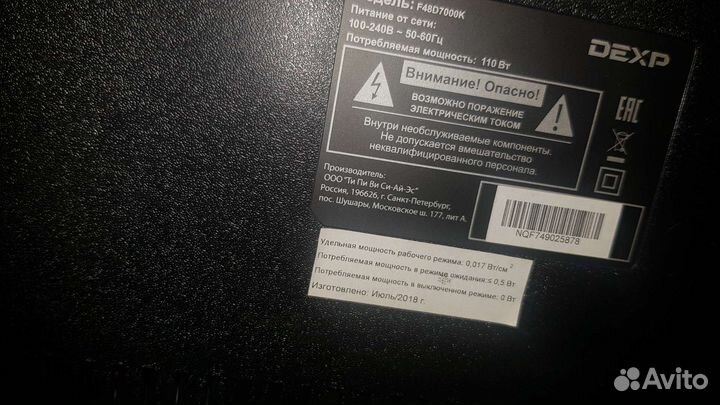 Модель: F48D7000K
Питание от сети:
100-240В ~ 50-60Гц
Потребляемая мощность: 110 Вт
DEXP
Внимание! Опасно!
ВОЗМОЖНО ПОРАЖЕНИЕ
ЭЛЕКТРИЧЕСКИМ ТОКОМ
Внутри необслуживаемые компоненты.
Не допускается вмешательство
неквалифицированного персонала.
EAC
Производитель:
ООО "Ти Пи Ви Си-Ай-Эс"
Россия, 196626, г. Санкт-Петербург,
пос. Шушары, Московское ш. 177, лит А.
NQF749025878
Удельная мощность рабочего режима: 0,017 Вт/см²
Потребляемая мощность в режиме ожидания:≤ 0,5 Вт
Потребляемая мощность в выключенном режиме: 0 Вт
Изготовлено: Июль/2018 г.
Avito